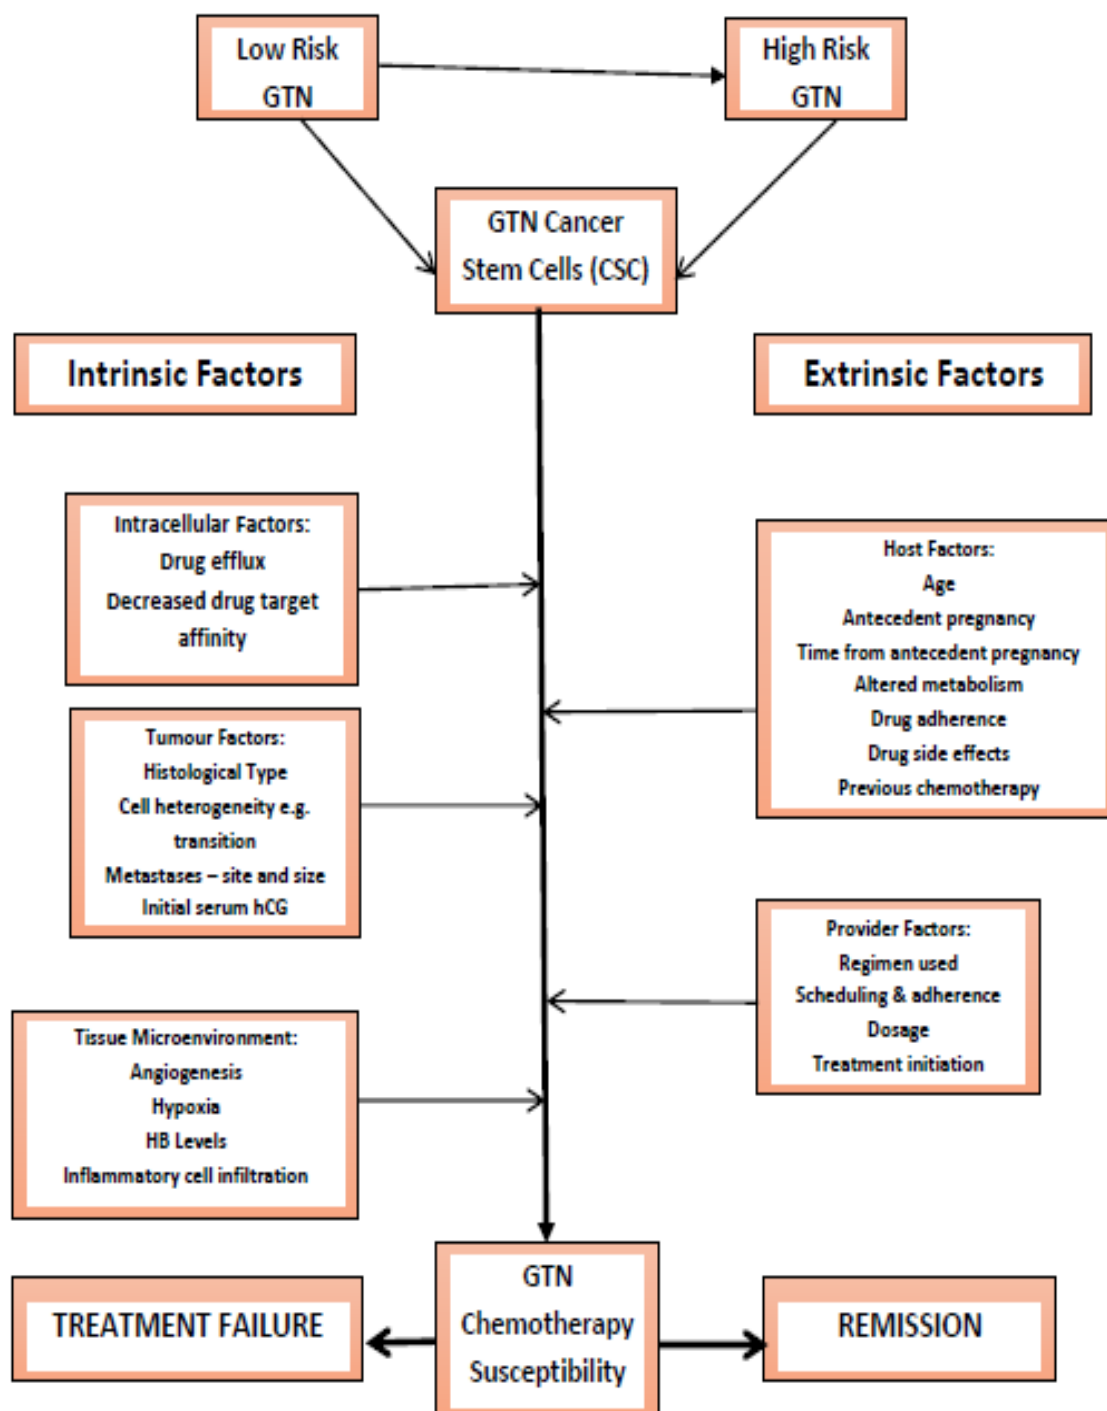 Low Risk
GTN
High Risk
GTN
GTN Cancer
Stem Cells (CSC)
Intrinsic Factors
Extrinsic Factors
Intracellular Factors:
Drug efflux
Decreased drug target
affinity
Host Factors:
Age
Antecedent pregnancy
Time from antecedent pregnancy
Altered metabolism
Drug adherence
Drug side effects
Previous chemotherapy
Tumour Factors:
Histological Type
Cell heterogeneity e.g.
transition
Metastases – site and size
Initial serum hCG
Provider Factors:
Regimen used
Scheduling & adherence
Dosage
Treatment initiation
Tissue Microenvironment:
Angiogenesis
Hypoxia
HB Levels
Inflammatory cell infiltration
TREATMENT FAILURE
GTN
Chemotherapy
Susceptibility
REMISSION